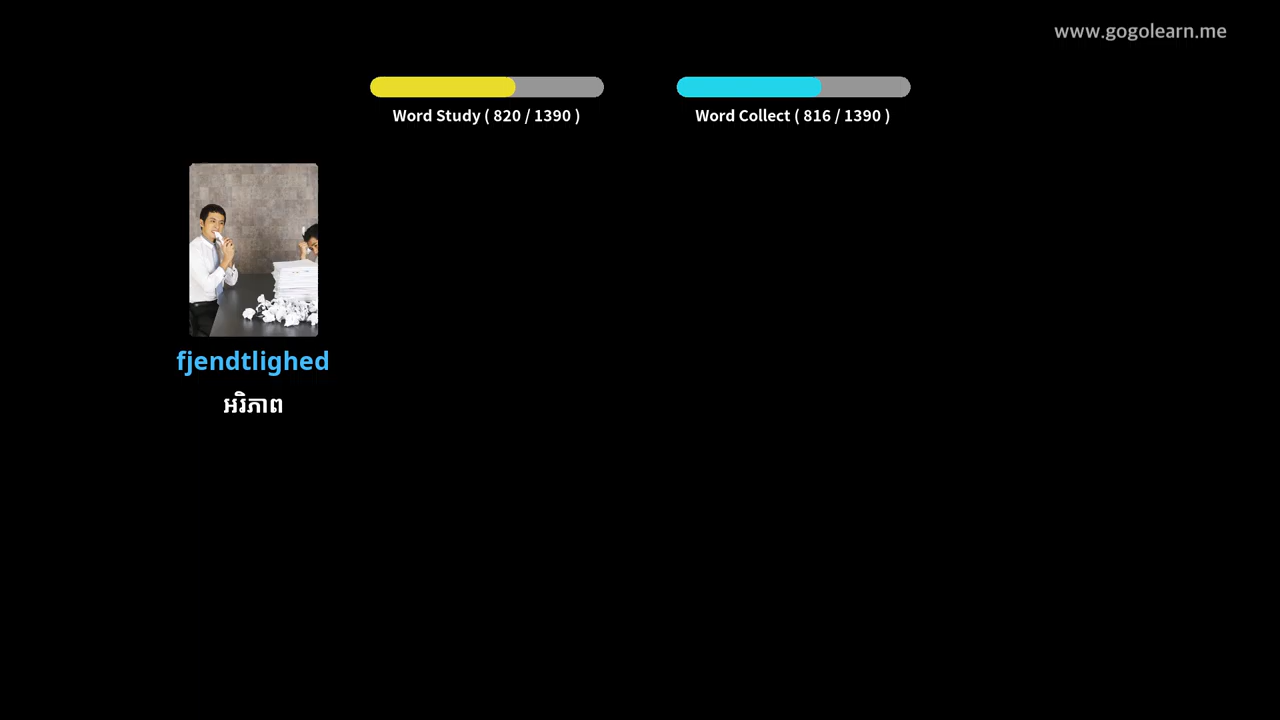 www.gogolearn.me
Word Study ( 820 / 1390 )
Word Collect ( 816 / 1390 )
fjendtlighed
អរិភាព